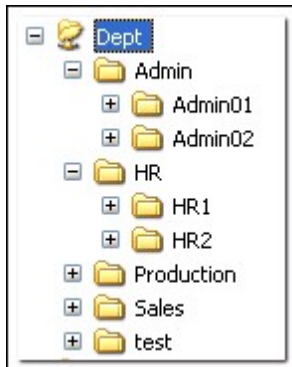 Dept
Admin
Admin01
Admin02
HR
HR1
HR2
Production
Sales
test